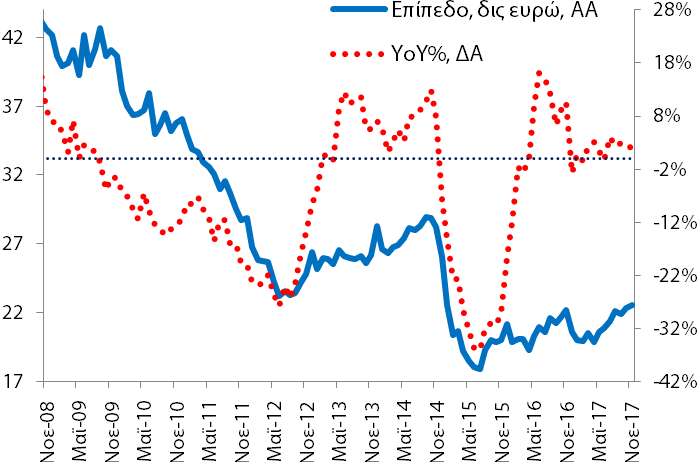 Επίπεδο, δις ευρώ, ΑΑ
YoY%, ΔΑ
42
37
32
27
22
17
28%
18%
8%
-2%
-12%
-22%
-32%
-42%
Νοε-08
Μαϊ-09
Νοε-09
Μαϊ-10
Νοε-10
Μαϊ-11
Νοε-11
Μαϊ-12
Νοε-12
Μαϊ-13
Νοε-13
Μαϊ-14
Νοε-14
Μαϊ-15
Νοε-15
Μαϊ-16
Νοε-16
Μαϊ-17
Νοε-17